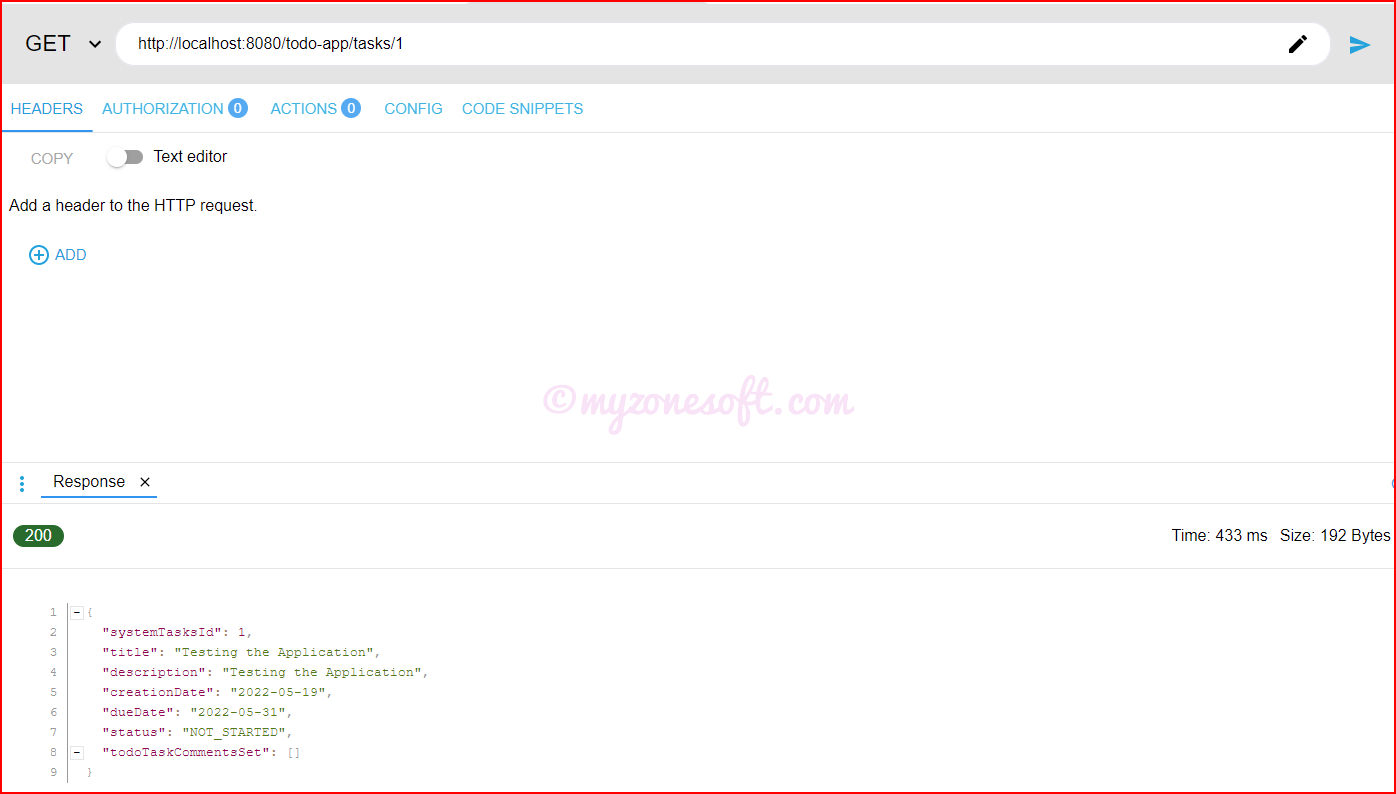 GET http://localhost:8080/todo-app/tasks/1
HEADERS AUTHORIZATION 0 ACTIONS 0 CONFIG CODE SNIPPETS
COPY Text editor
Add a header to the HTTP request.
ADD
©myzonesoft.com
Response ×
200 Time: 433 ms Size: 192 Bytes
1 {
2 "systemTasksId": 1,
3 "title": "Testing the Application",
4 "description": "Testing the Application",
5 "creationDate": "2022-05-19",
6 "dueDate": "2022-05-31",
7 "status": "NOT_STARTED",
8 "todoTaskCommentsSet": []
9 }